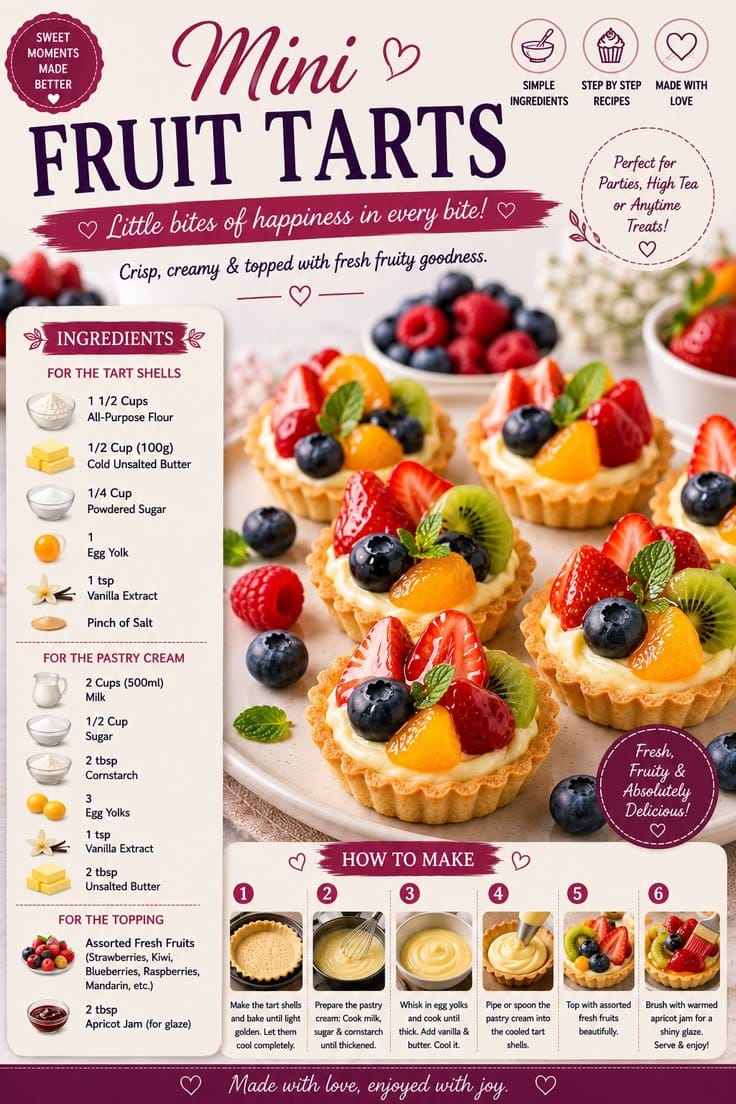 SWEET
MOMENTS
MADE
BETTER
Mini
FRUIT TARTS
Little bites of happiness in every bite!
Crisp, creamy & topped with fresh fruity goodness.
SIMPLE
INGREDIENTS
STEP BY STEP
RECIPES
MADE WITH
LOVE
Perfect for
Parties, High Tea
or Anytime
Treats!
INGREDIENTS
FOR THE TART SHELLS
1 1/2 Cups
All-Purpose Flour
1/2 Cup (100g)
Cold Unsalted Butter
1/4 Cup
Powdered Sugar
1
Egg Yolk
1 tsp
Vanilla Extract
Pinch of Salt
FOR THE PASTRY CREAM
2 Cups (500ml)
Milk
1/2 Cup
Sugar
2 tbsp
Cornstarch
3
Egg Yolks
1 tsp
Vanilla Extract
2 tbsp
Unsalted Butter
FOR THE TOPPING
Assorted Fresh Fruits
(Strawberries, Kiwi,
Blueberries, Raspberries,
Mandarin, etc.)
2 tbsp
Apricot Jam (for glaze)
Fresh,
Fruity &
Absolutely
Delicious!
HOW TO MAKE
1
Make the tart shells
and bake until light
golden. Let them
cool completely.
2
Prepare the pastry
cream: Cook milk,
sugar & cornstarch
until thickened.
3
Whisk in egg yolks
and cook until
thick. Add vanilla &
butter. Cool it.
4
Pipe or spoon the
pastry cream into
the cooled tart
shells.
5
Top with assorted
fresh fruits
beautifully.
6
Brush with warmed
apricot jam for a
shiny glaze.
Serve & enjoy!
Made with love, enjoyed with joy.